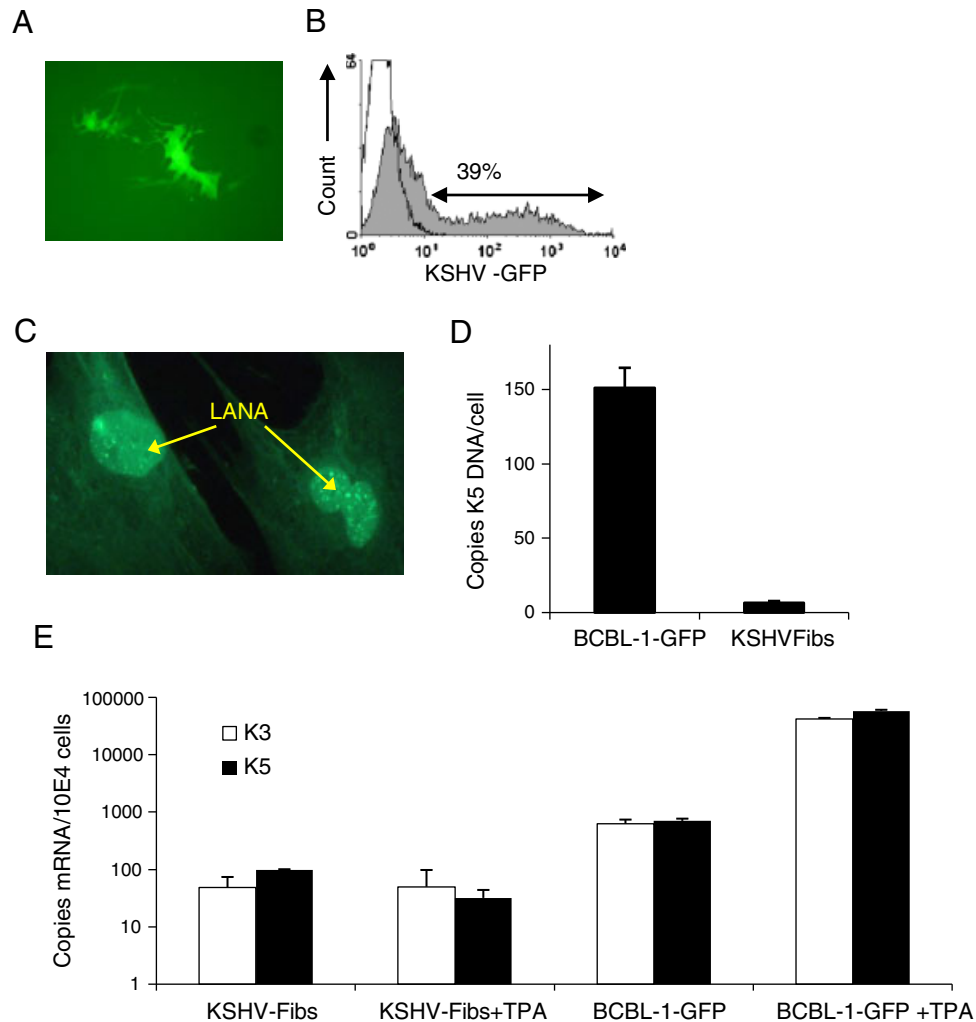 A
B
64
Count
0
39%
10⁰ 10¹ 10² 10³ 10⁴
KSHV -GFP
C
LANA
D
Copies K5 DNA/cell
150
100
50
0
BCBL-1-GFP KSHVFibs
E
Copies mRNA/10E4 cells
100000
10000
1000
100
10
1
K3
K5
KSHV-Fibs KSHV-Fibs+TPA BCBL-1-GFP BCBL-1-GFP +TPA